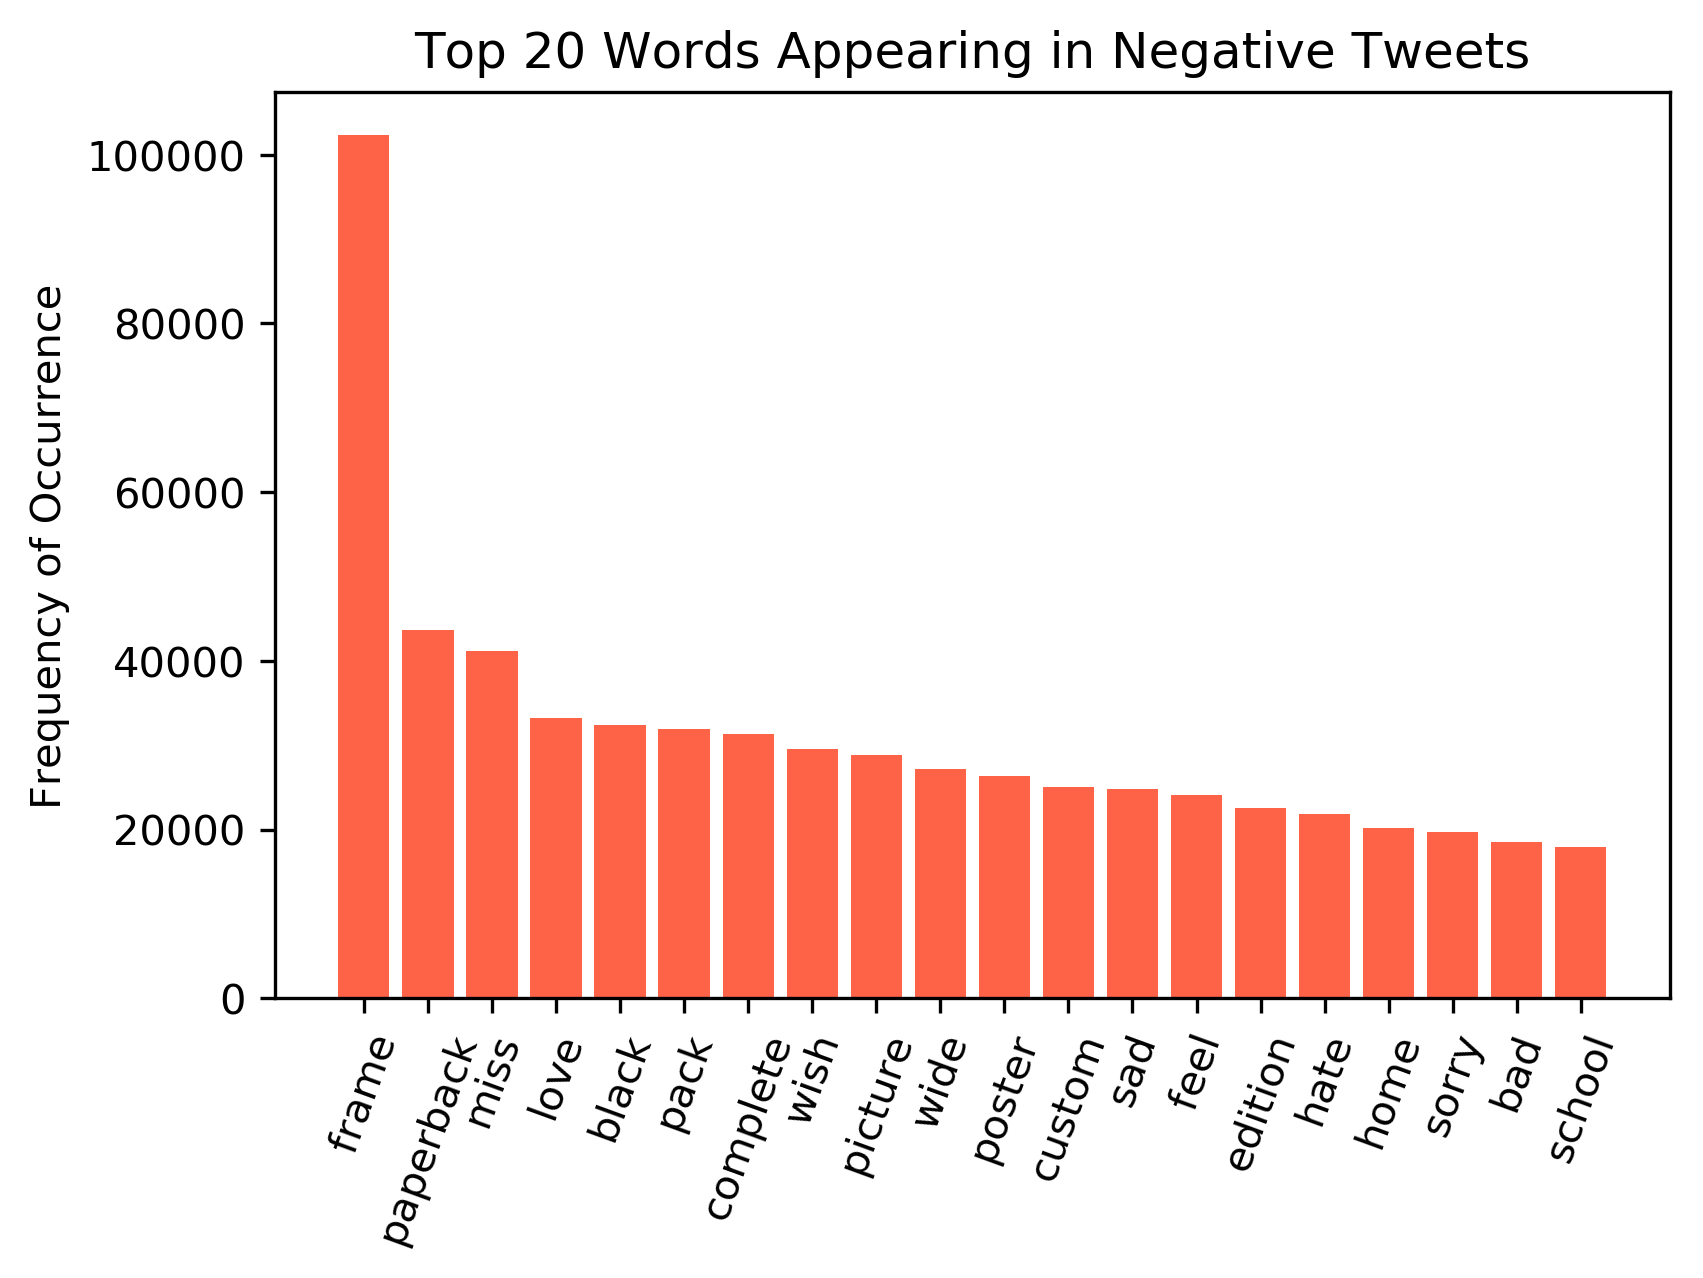 Top 20 Words Appearing in Negative Tweets
Frequency of Occurrence
100000
80000
60000
40000
20000
0
frame
paperback
miss
love
black
pack
complete
wish
picture
wide
poster
custom
sad
feel
edition
hate
home
sorry
bad
school